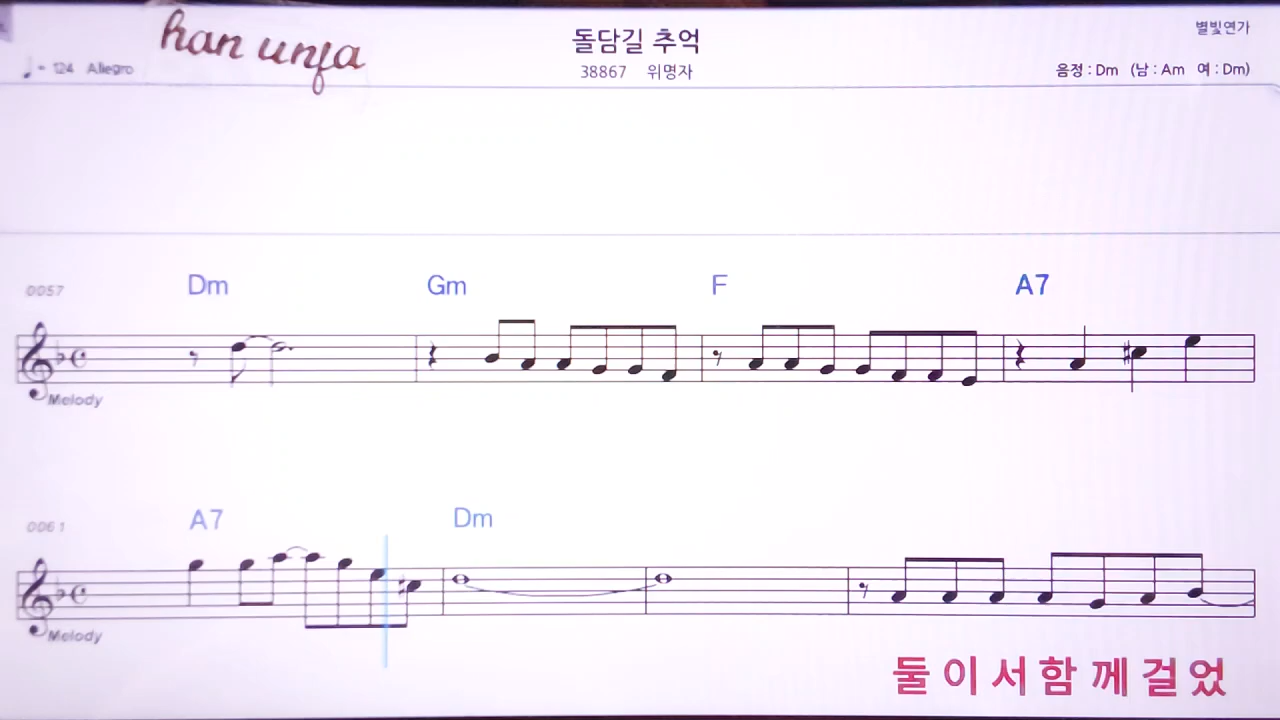 han unfa
돌담길 추억
별빛연가
♩= 124 Allegro
38867 위명자
음정 : Dm (남 : Am 여 : Dm)
0057 Dm Gm F A7
Melody
0061 A7 Dm
Melody
둘 이 서 함 께 걸 었